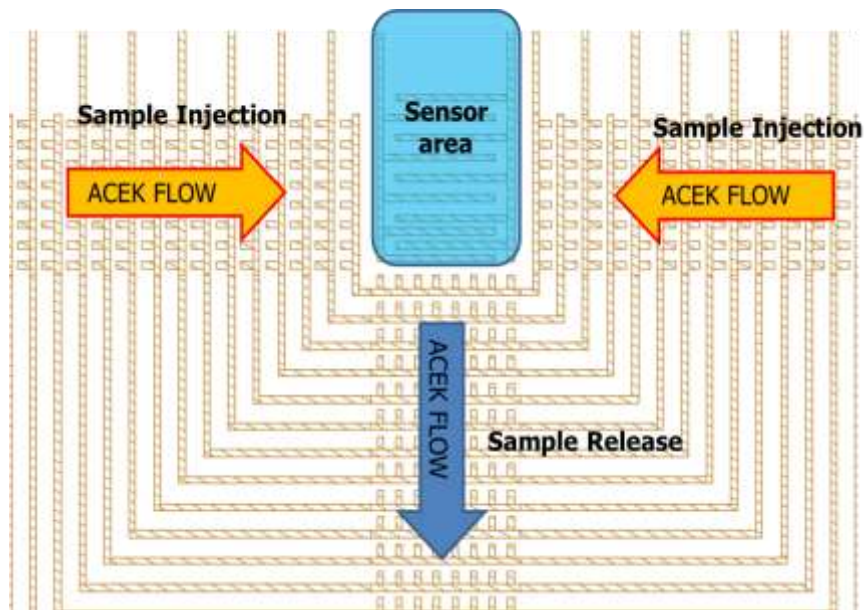 Sample Injection
Sensor
area
Sample Injection
ACEK FLOW
ACEK FLOW
ACEK FLOW
Sample Release